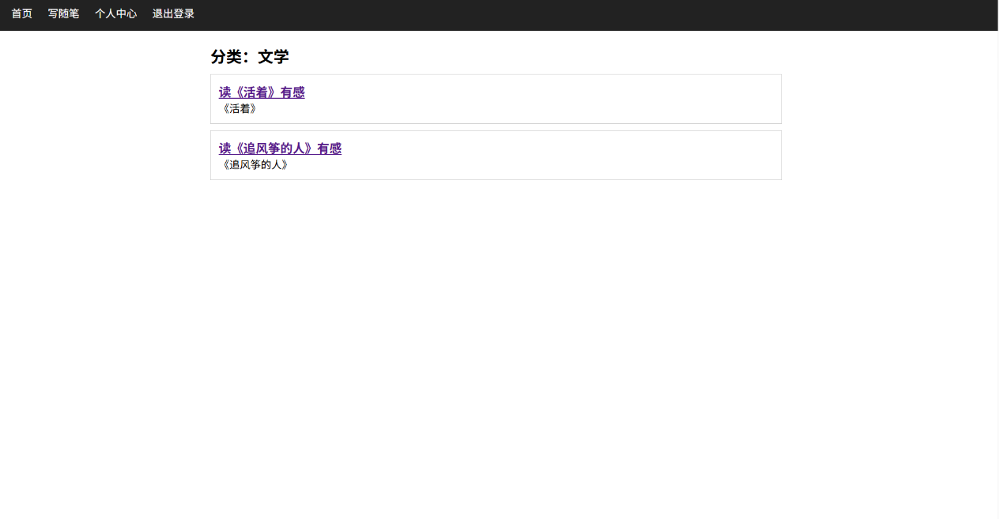 首页 写随笔 个人中心 退出登录
分类：文学
读《活着》有感
《活着》
读《追风筝的人》有感
《追风筝的人》